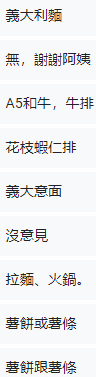 義大利麵
無，謝謝阿姨
A5和牛，牛排
花枝蝦仁排
義大意面
沒意見
拉麵、火鍋。
薯餅或薯條
薯餅跟薯條